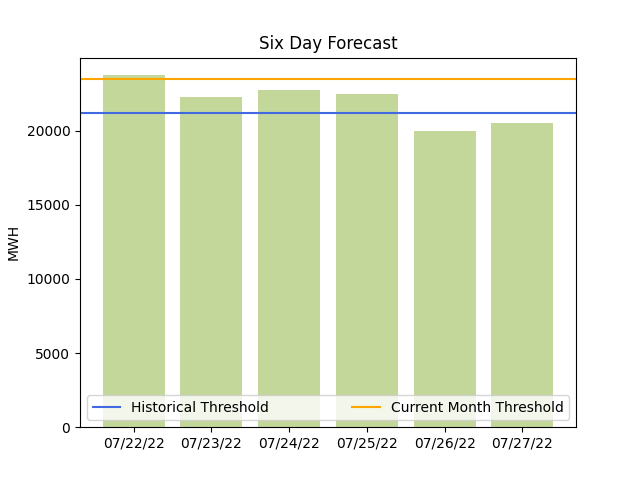 Six Day Forecast
MWH
20000
15000
10000
5000
0
Historical Threshold
Current Month Threshold
07/22/22
07/23/22
07/24/22
07/25/22
07/26/22
07/27/22